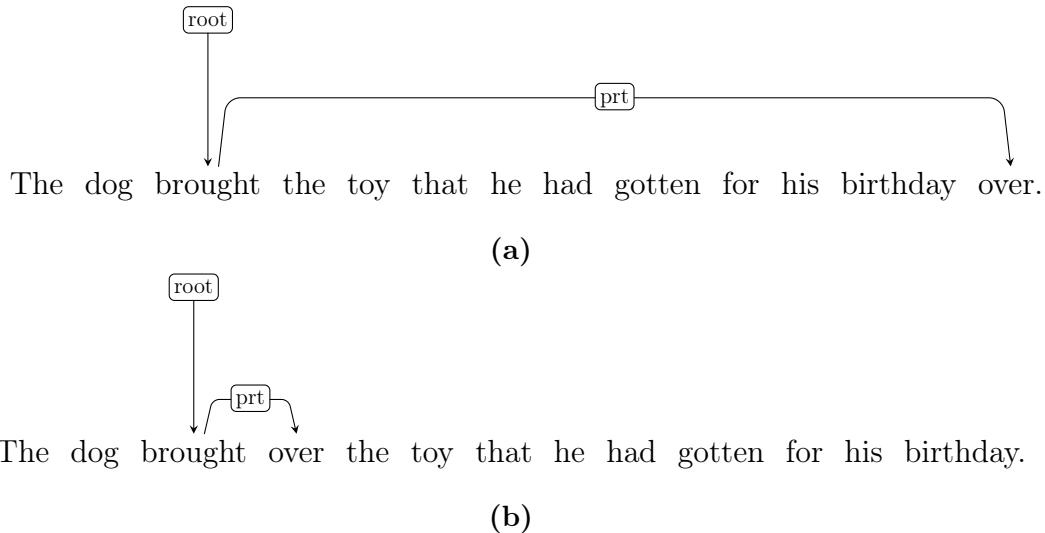 root
prt
The dog brought the toy that he had gotten for his birthday over.
(a)
root
prt
The dog brought over the toy that he had gotten for his birthday.
(b)